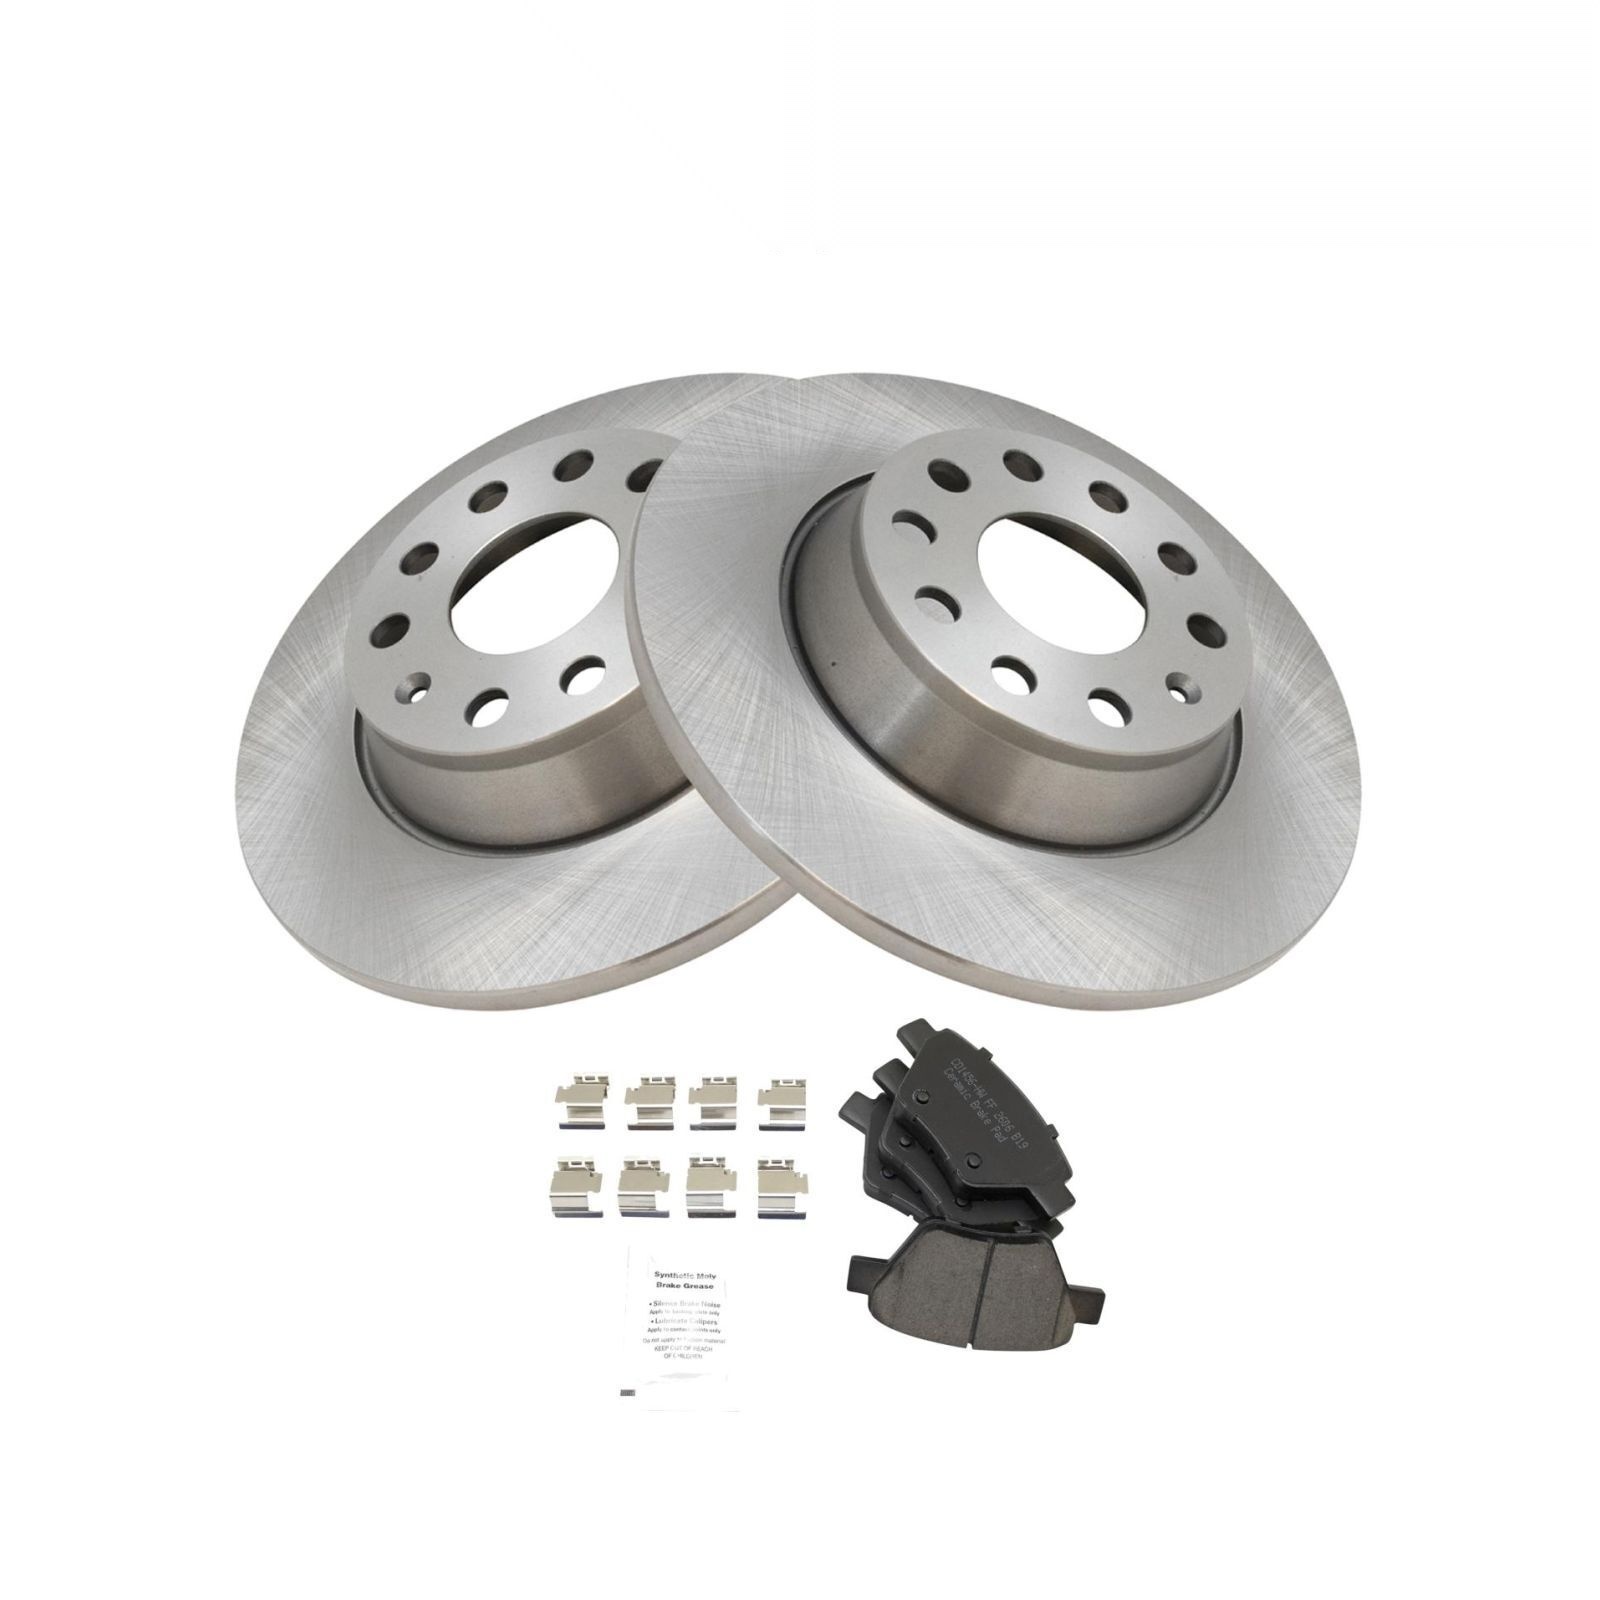 CD1456-HW FF 2606 B19
Ceramic Brake Pad
Synthetic Moly
Brake Grease
• Silence Brake Noise
Apply to backing plate only
• Lubricate Calipers
Apply to contact points only
Do not apply to friction material
KEEP OUT OF REACH
OF CHILDREN